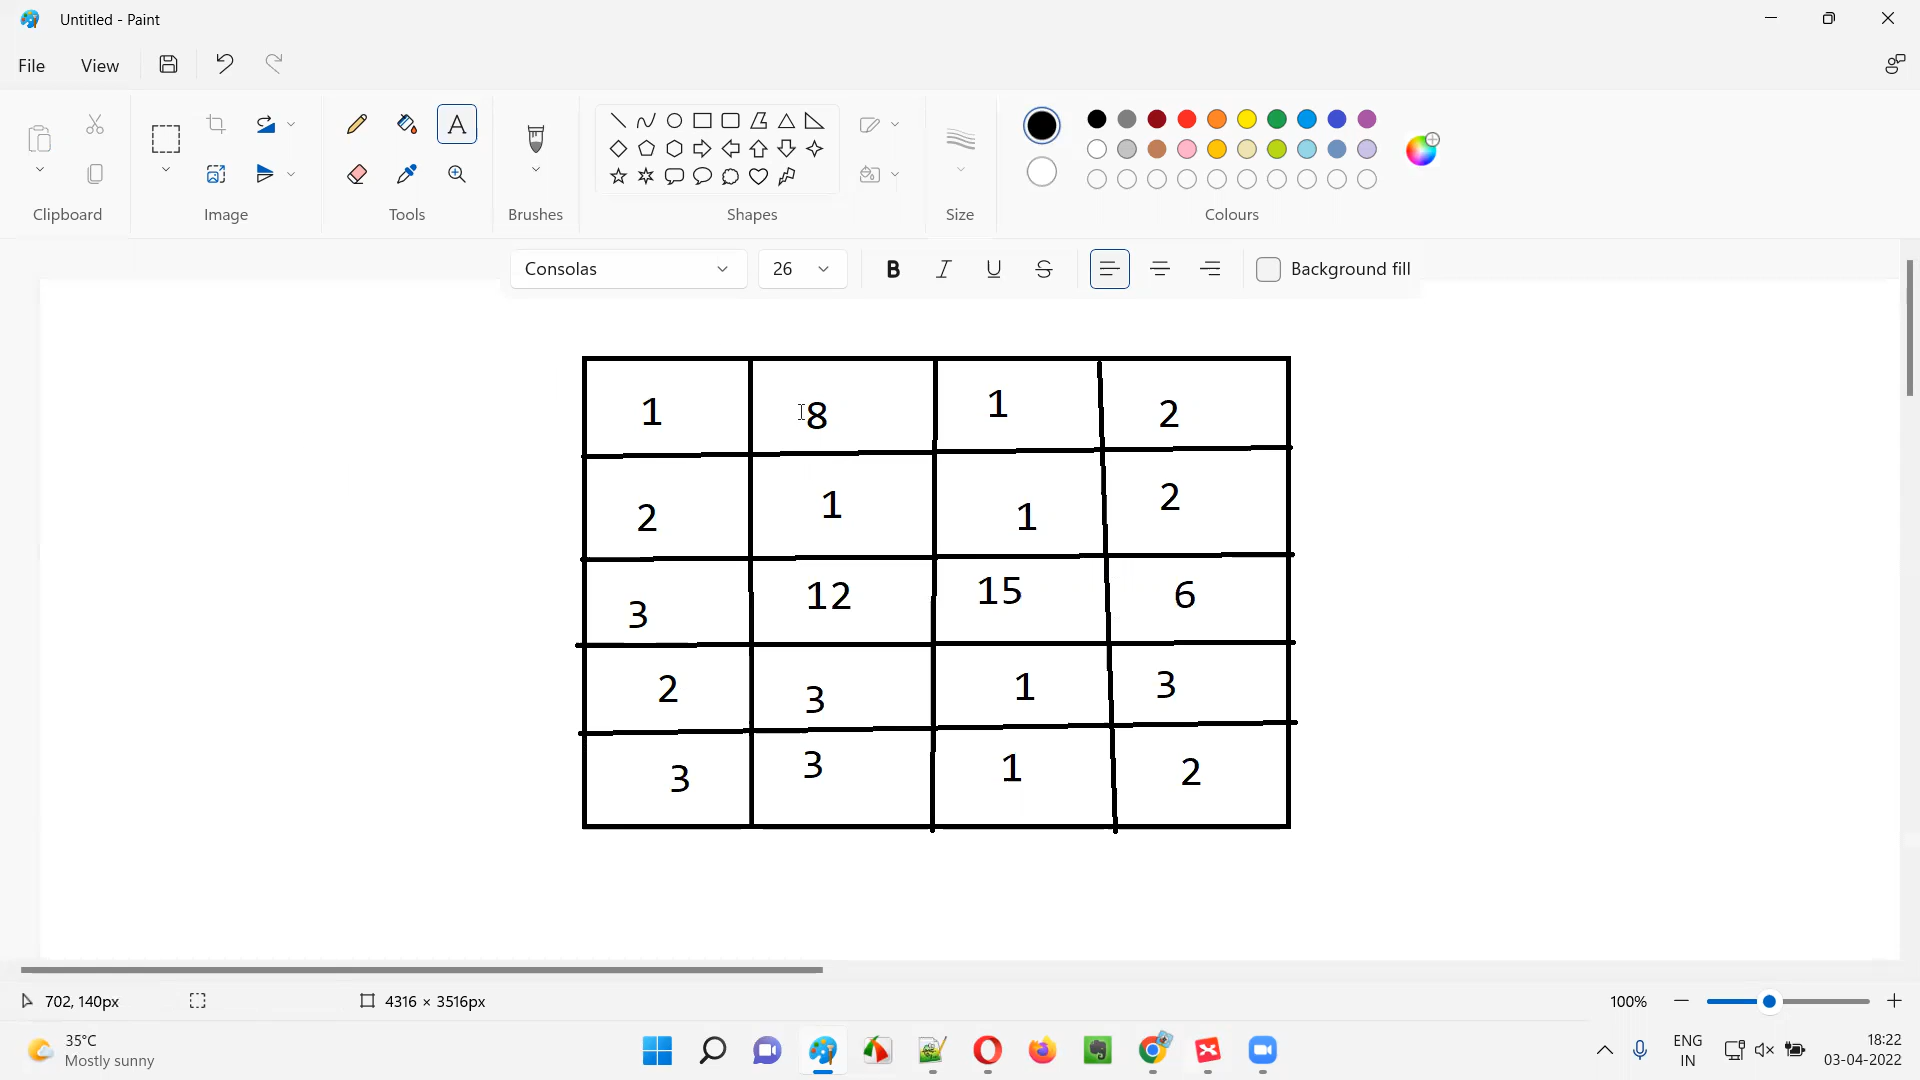 Untitled - Paint
File View
Clipboard Image Tools Brushes Shapes Size Colours
Consolas 26 B I U S Background fill
1 8 1 2
2 1 1 2
3 12 15 6
2 3 1 3
3 3 1 2
702, 140px 4316 × 3516px 100%
35°C
Mostly sunny
ENG
IN
18:22
03-04-2022